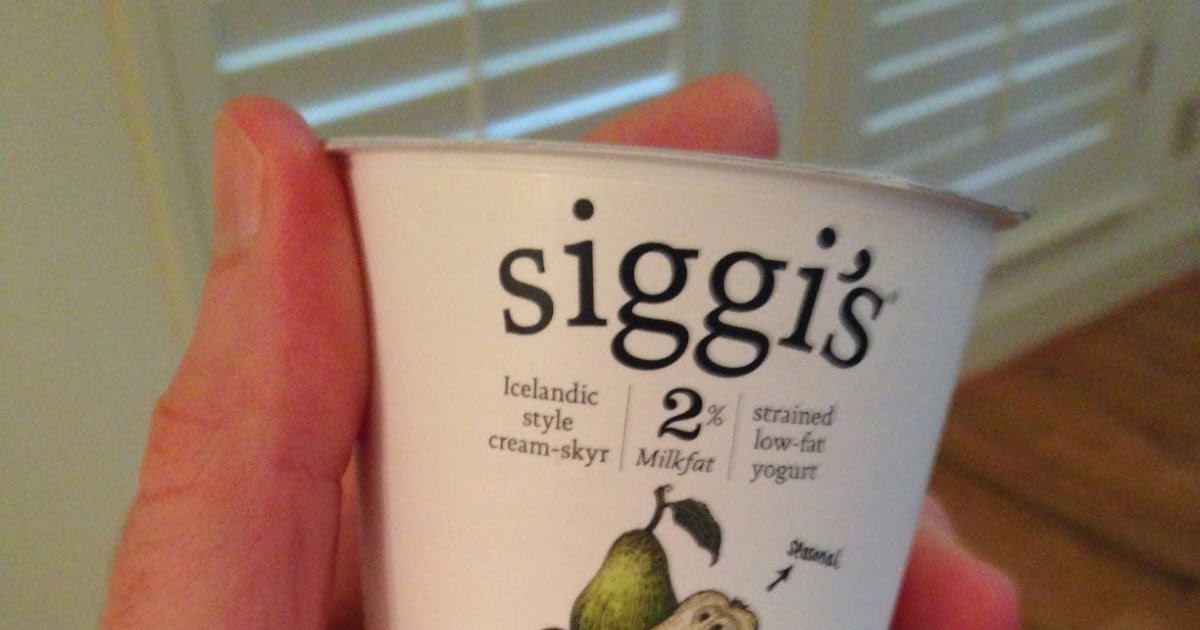 siggi's
Icelandic
style
cream-skyr
2%
Milkfat
strained
low-fat
yogurt
seasonal